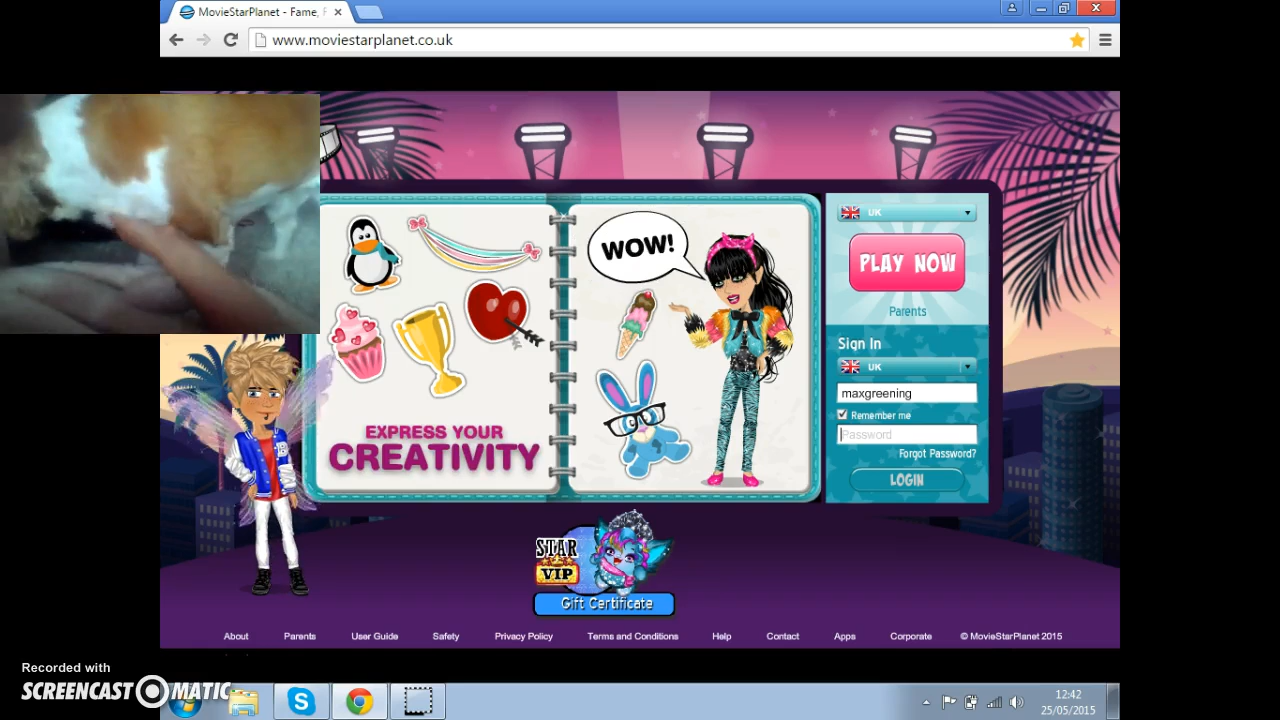 MovieStarPlanet - Fame, F
www.moviestarplanet.co.uk
WOW!
EXPRESS YOUR
CREATIVITY
UK
PLAY NOW
Parents
Sign In
UK
maxgreening
Remember me
Password
Forgot Password?
LOGIN
B
STAR
VIP
Gift Certificate
About Parents User Guide Safety Privacy Policy Terms and Conditions Help Contact Apps Corporate © MovieStarPlanet 2015
Recorded with
SCREENCAST MATIC
12:42
25/05/2015